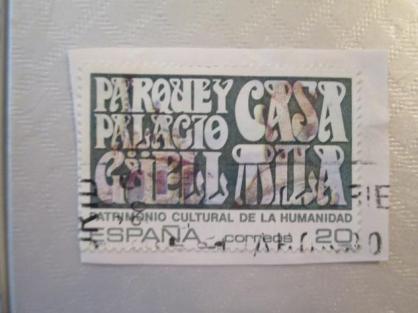 PARQUE Y CASA
PALACIO
GÜELL MILA
PATRIMONIO CULTURAL DE LA HUMANIDAD
ESPAÑA correos 20